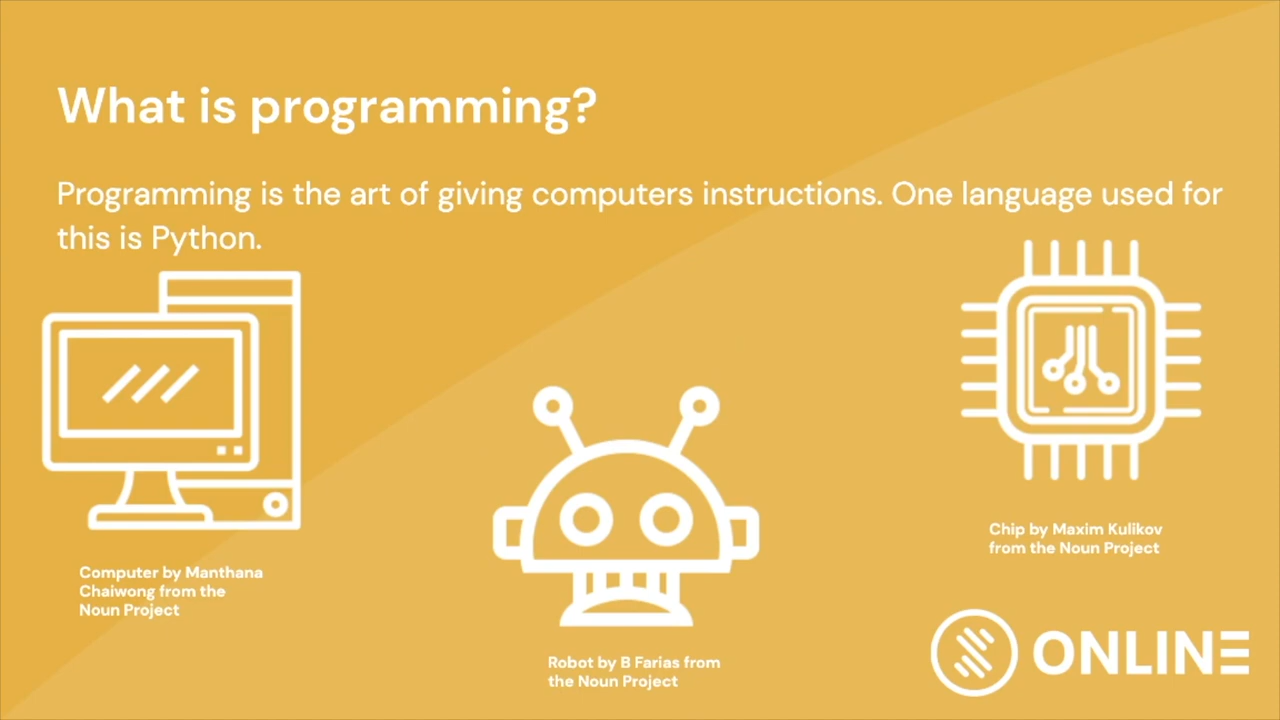 What is programming?
Programming is the art of giving computers instructions. One language used for
this is Python.
Computer by Manthana
Chaiwong from the
Noun Project
Robot by B Farias from
the Noun Project
Chip by Maxim Kulikov
from the Noun Project
ONLINE